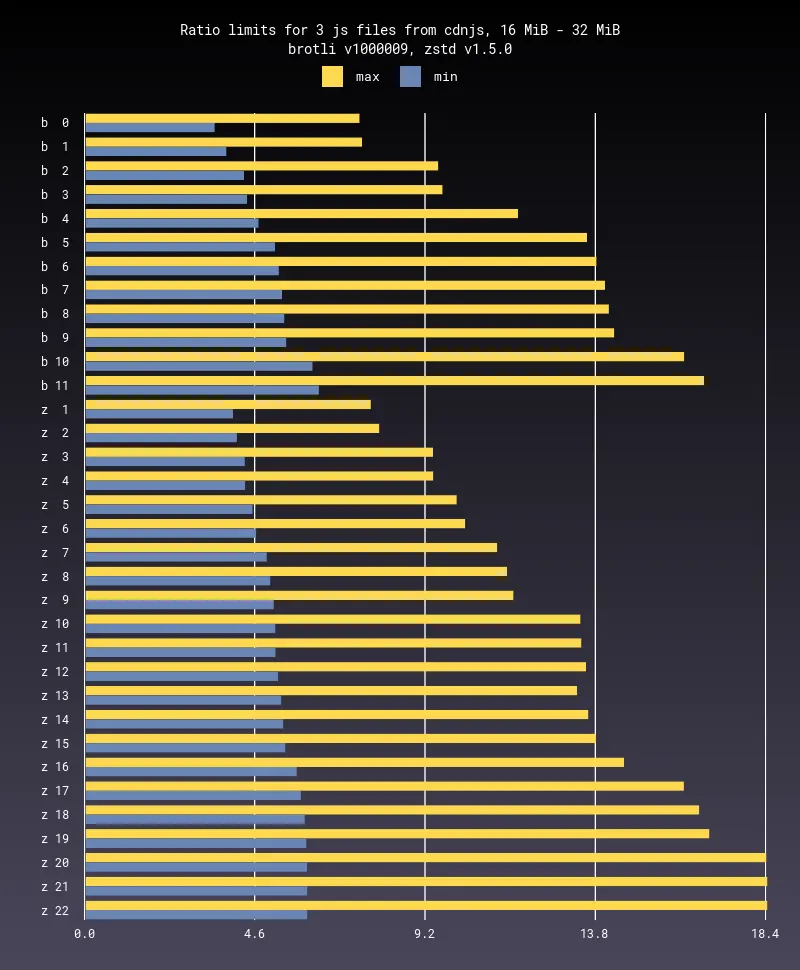 Ratio limits for 3 js files from cdnjs, 16 MiB - 32 MiB
brotli v1000009, zstd v1.5.0
max min
b 0
b 1
b 2
b 3
b 4
b 5
b 6
b 7
b 8
b 9
b 10
b 11
z 1
z 2
z 3
z 4
z 5
z 6
z 7
z 8
z 9
z 10
z 11
z 12
z 13
z 14
z 15
z 16
z 17
z 18
z 19
z 20
z 21
z 22
0.0 4.6 9.2 13.8 18.4